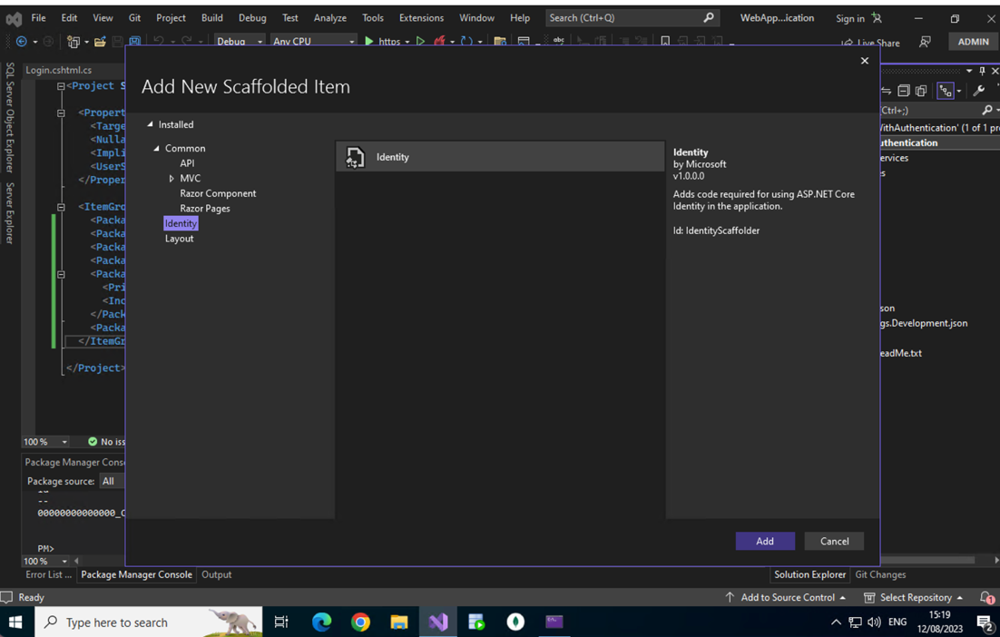 File Edit View Git Project Build Debug Test Analyze Tools Extensions Window Help Search (Ctrl+Q) WebApp...ication Sign in
Debug Any CPU https Live Share ADMIN
SQL Server Object Explorer
Server Explorer
Login.cshtml.cs
<Project S
<Propert
<Targe
<Nulla
<Impli
<UserS
</Proper
<ItemGro
<Packa
<Packa
<Packa
<Packa
<Packa
<Pri
<Inc
</Pack
<Packa
</ItemGr
</Project>
100 % No iss
Package Manager Conso
Package source: All
--
00000000000000_C
PM>
100 %
Error List ... Package Manager Console Output
Add New Scaffolded Item
Installed
Common
API
MVC
Razor Component
Razor Pages
Identity
Layout
Identity
Identity
by Microsoft
v1.0.0.0
Adds code required for using ASP.NET Core
Identity in the application.
Id: IdentityScaffolder
Add Cancel
Ctrl+;)
ithAuthentication' (1 of 1 pr
uthentication
ervices
s
son
gs.Development.json
eadMe.txt
Solution Explorer Git Changes
Ready Add to Source Control Select Repository 1
Type here to search ENG 15:19
12/08/2023 2